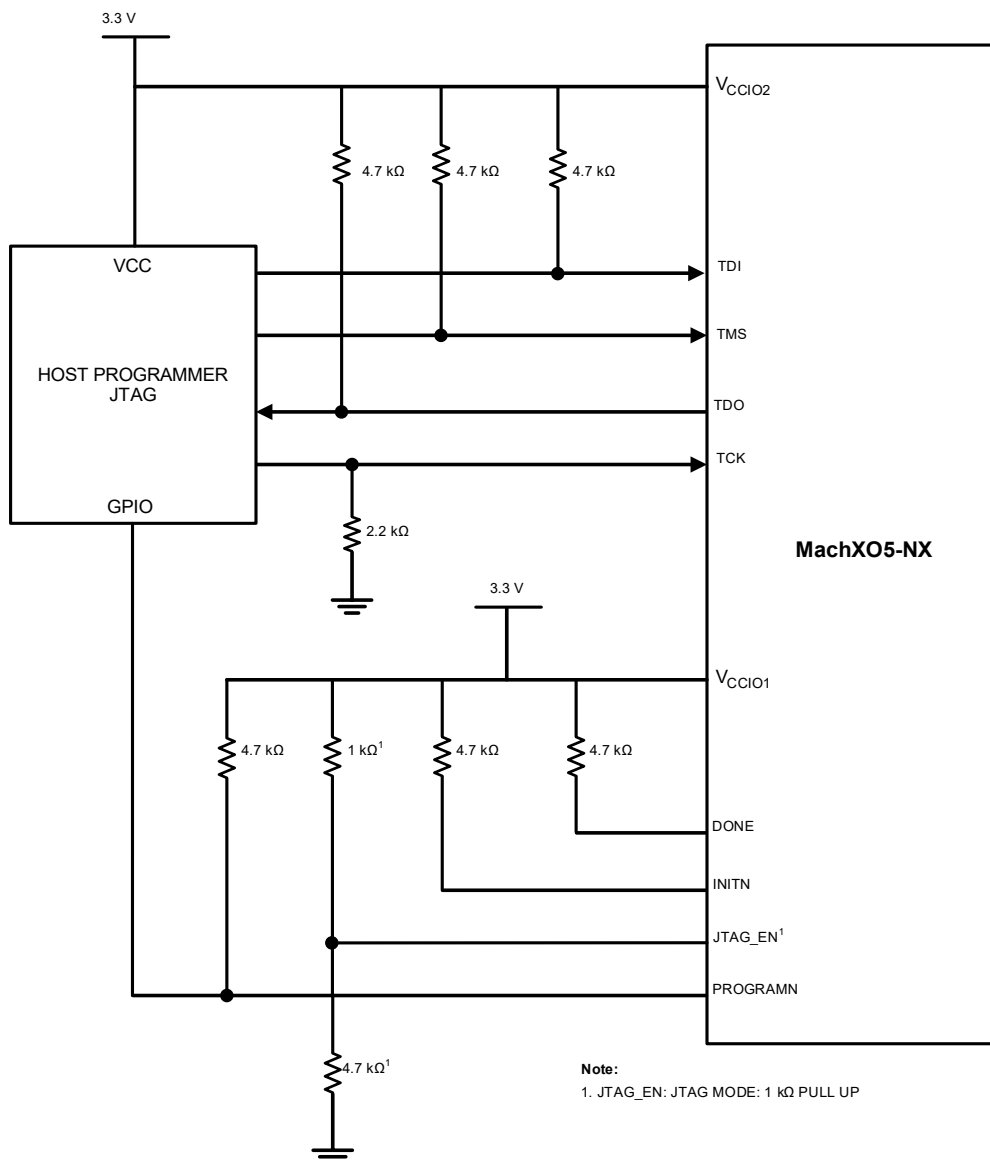 3.3 V
V_CCIO2
4.7 kΩ 4.7 kΩ 4.7 kΩ
VCC
TDI
TMS
HOST PROGRAMMER
JTAG
TDO
TCK
GPIO
2.2 kΩ
MachXO5-NX
3.3 V
V_CCIO1
4.7 kΩ 1 kΩ¹ 4.7 kΩ 4.7 kΩ
DONE
INITN
JTAG_EN¹
PROGRAMN
4.7 kΩ¹
Note:
1. JTAG_EN: JTAG MODE: 1 kΩ PULL UP